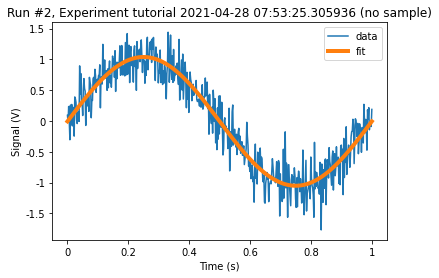 Run #2, Experiment tutorial 2021-04-28 07:53:25.305936 (no sample)
data
fit
Signal (V)
1.5
1
0.5
0
-0.5
-1
-1.5
0 0.2 0.4 0.6 0.8 1
Time (s)